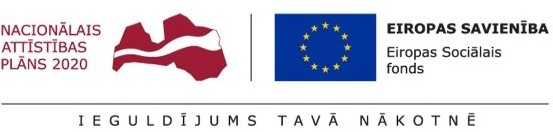 NACIONĀLAIS
ATTĪSTĪBAS
PLĀNS 2020
EIROPAS SAVIENĪBA
Eiropas Sociālais
fonds
IEGULDĪJUMS TAVĀ NĀKOTNĒ